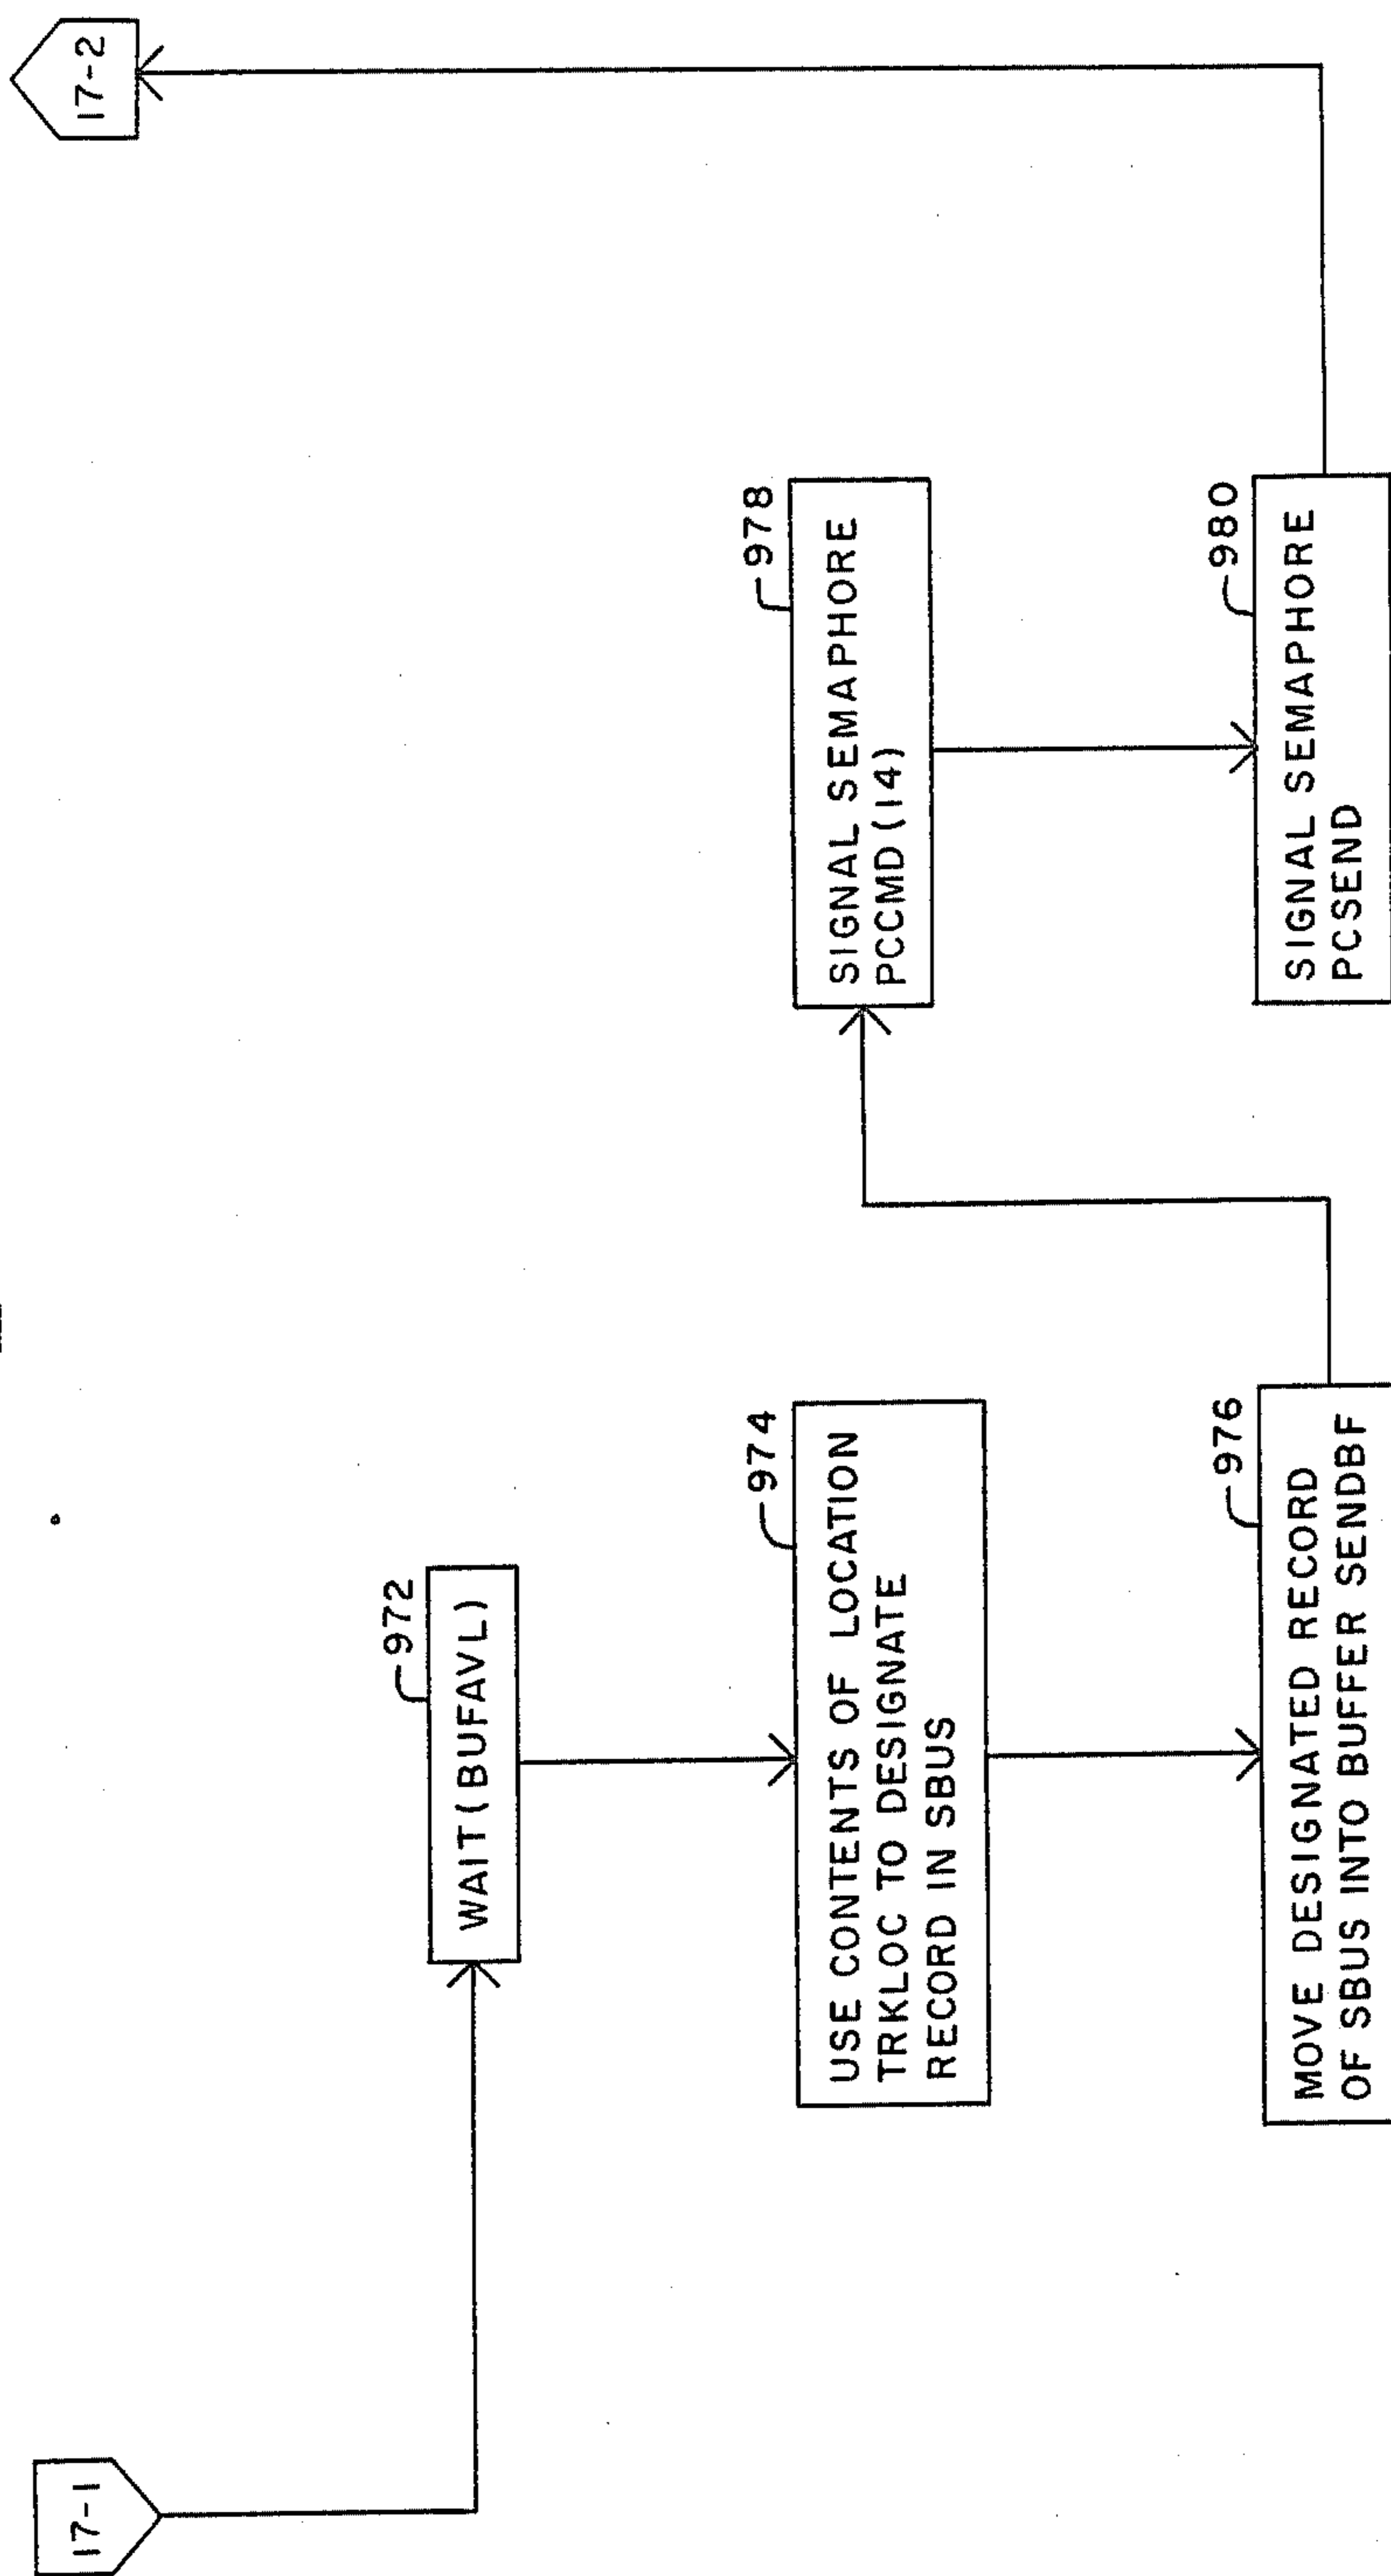 17-1
972
WAIT(BUFAVL)
974
USE CONTENTS OF LOCATION
TRKLOC TO DESIGNATE
RECORD IN SBUS
976
MOVE DESIGNATED RECORD
OF SBUS INTO BUFFER SENDBF
978
SIGNAL SEMAPHORE
PCCMD(14)
980
SIGNAL SEMAPHORE
PCSEND
17-2